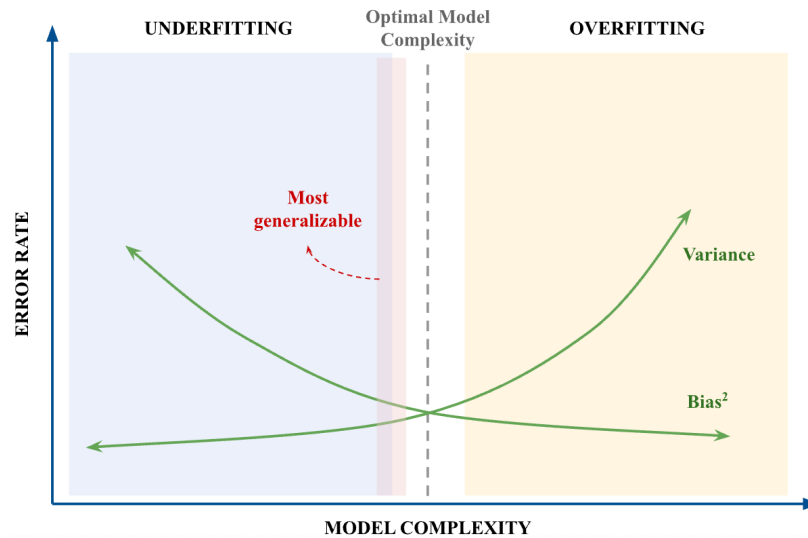 UNDERFITTING
Optimal Model
Complexity
OVERFITTING
Most
generalizable
Variance
Bias²
ERROR RATE
MODEL COMPLEXITY